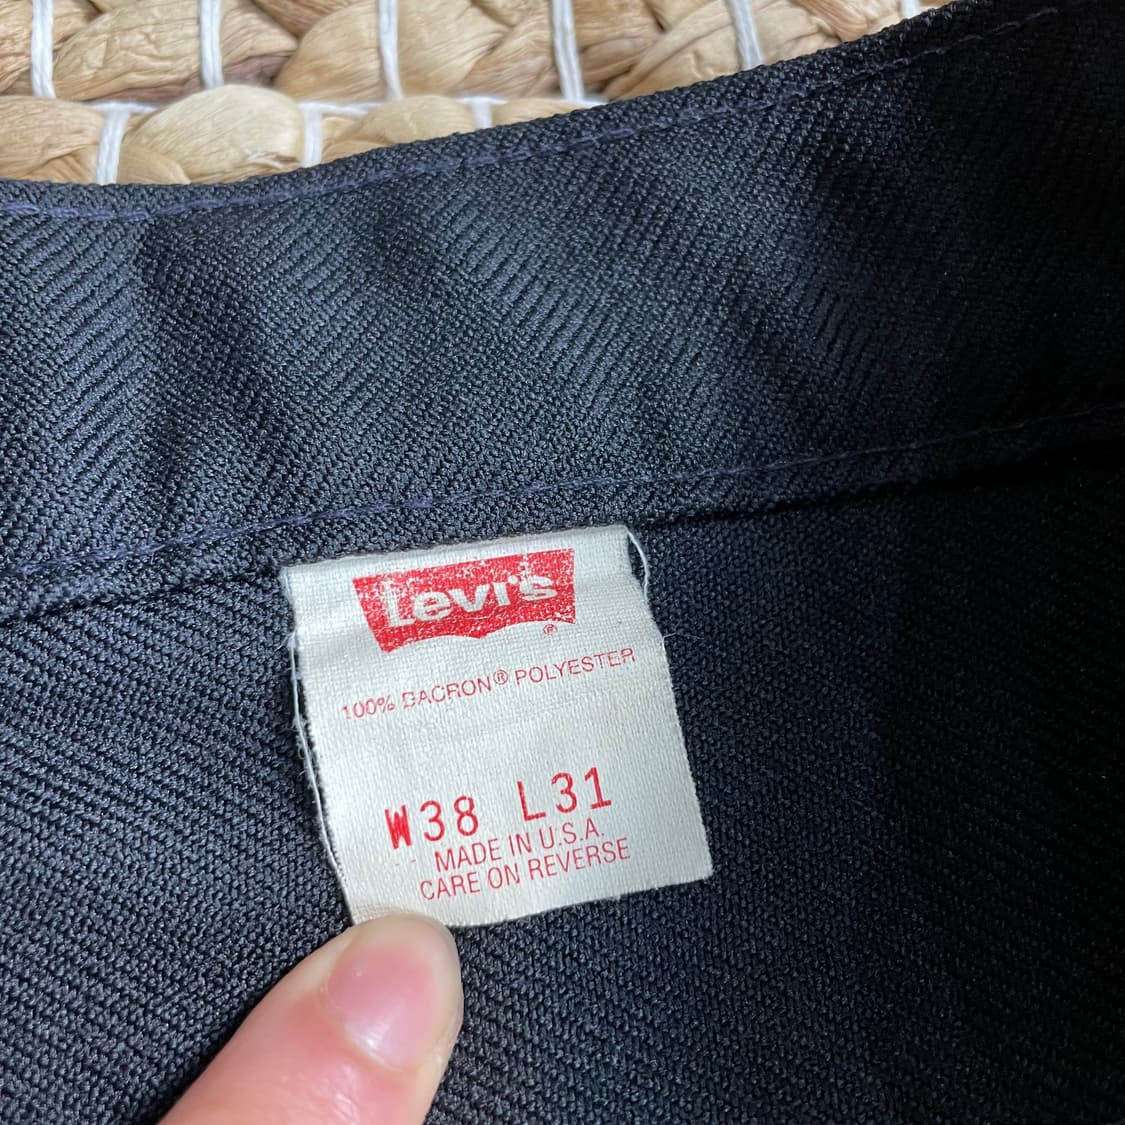 Levi's
®
100% DACRON® POLYESTER
W38 L31
MADE IN U.S.A.
CARE ON REVERSE